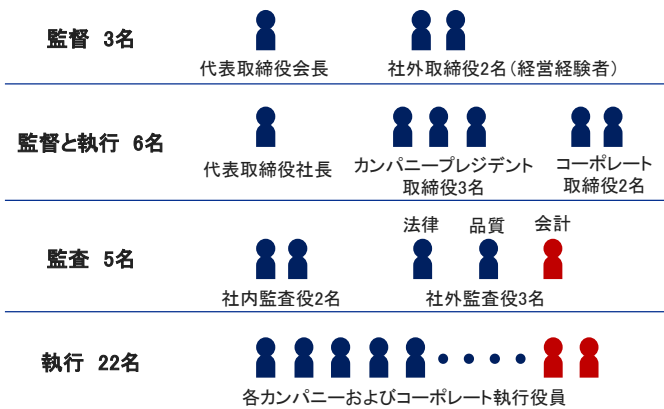 監督 3名
代表取締役会長
社外取締役2名(経営経験者)
監督と執行 6名
代表取締役社長
カンパニープレジデント
取締役3名
コーポレート
取締役2名
監査 5名
社内監査役2名
法律 品質 会計
社外監査役3名
執行 22名
各カンパニーおよびコーポレート執行役員